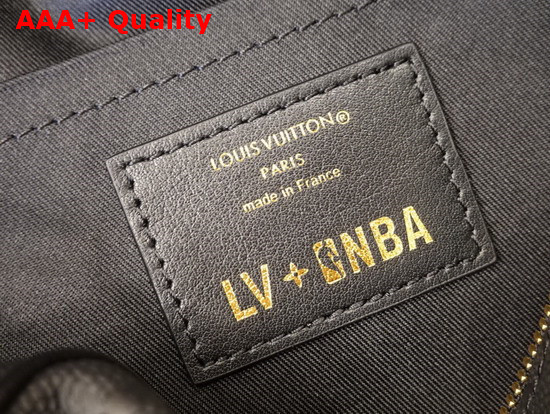 AAA+ Quality
LOUIS VUITTON®
PARIS
made in France
LV + NBA